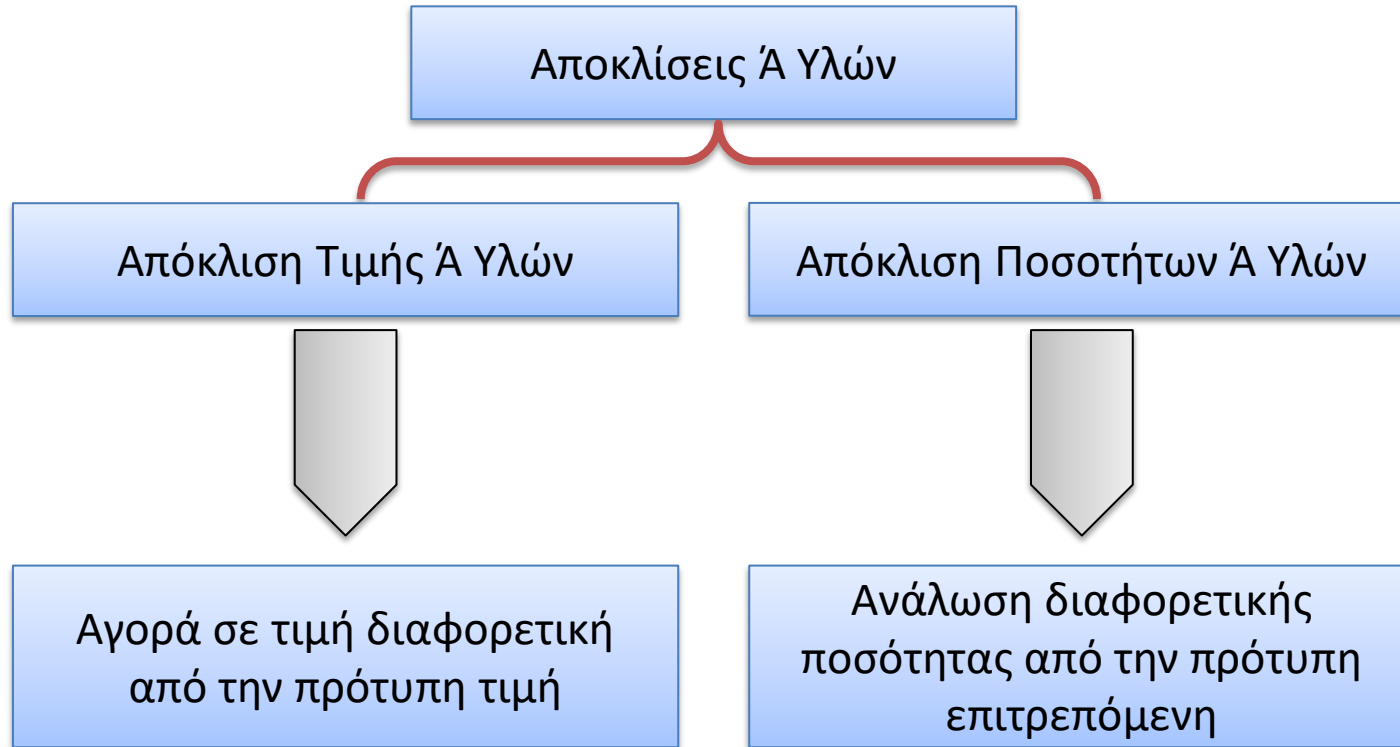 Αποκλίσεις Ά Υλών
Απόκλιση Τιμής Ά Υλών
Απόκλιση Ποσοτήτων Ά Υλών
Αγορά σε τιμή διαφορετική
από την πρότυπη τιμή
Ανάλωση διαφορετικής
ποσότητας από την πρότυπη
επιτρεπόμενη